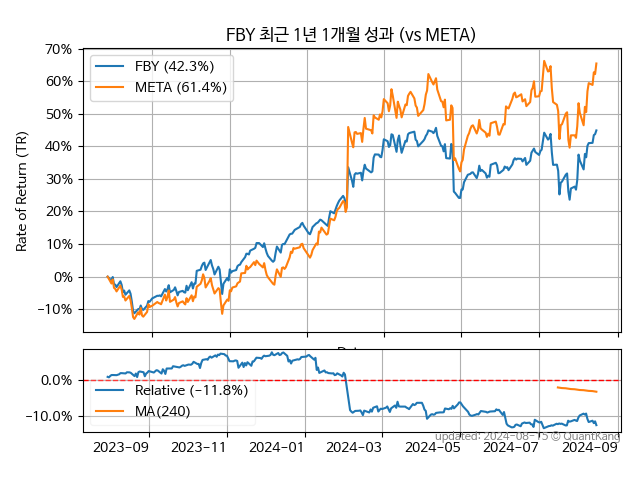 FBY 최근 1년 1개월 성과 (vs META)
Rate of Return (TR)
70%
60%
50%
40%
30%
20%
10%
0%
−10%
FBY (42.3%)
META (61.4%)
0.0%
−10.0%
Relative (−11.8%)
MA(240)
updated: 2024-08-15 © QuantKang
2023-09 2023-11 2024-01 2024-03 2024-05 2024-07 2024-09